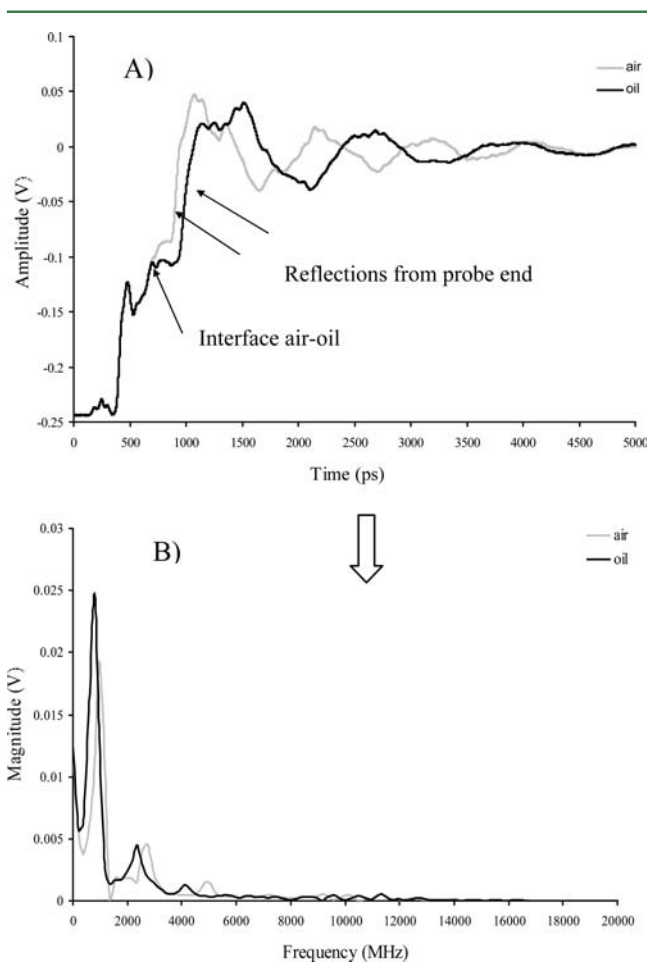 A)
air
oil
Amplitude (V)
0.1
0.05
0
-0.05
-0.1
-0.15
-0.2
-0.25
Reflections from probe end
Interface air-oil
0 500 1000 1500 2000 2500 3000 3500 4000 4500 5000
Time (ps)
B)
air
oil
Magnitude (V)
0.03
0.025
0.02
0.015
0.01
0.005
0
0 2000 4000 6000 8000 10000 12000 14000 16000 18000 20000
Frequency (MHz)